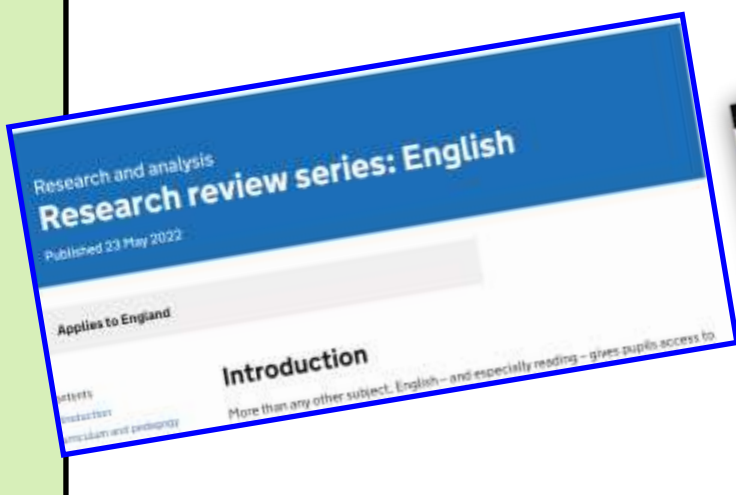 Research and analysis
Research review series: English
Published 23 May 2022
Applies to England
Introduction
More than any other subject, English – and especially reading – gives pupils access to